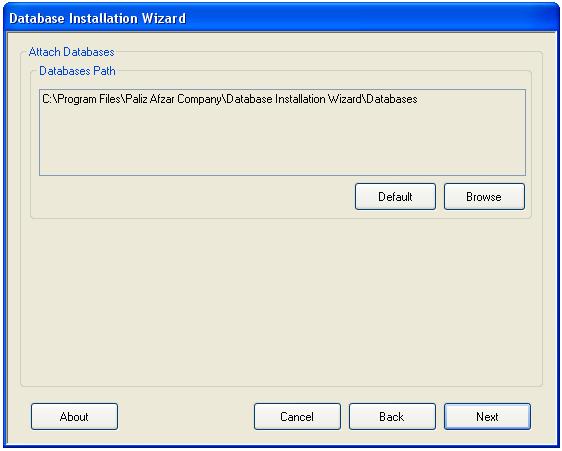 Database Installation Wizard
Attach Databases
Databases Path
C:\Program Files\Paliz Afzar Company\Database Installation Wizard\Databases
Default Browse
About Cancel Back Next